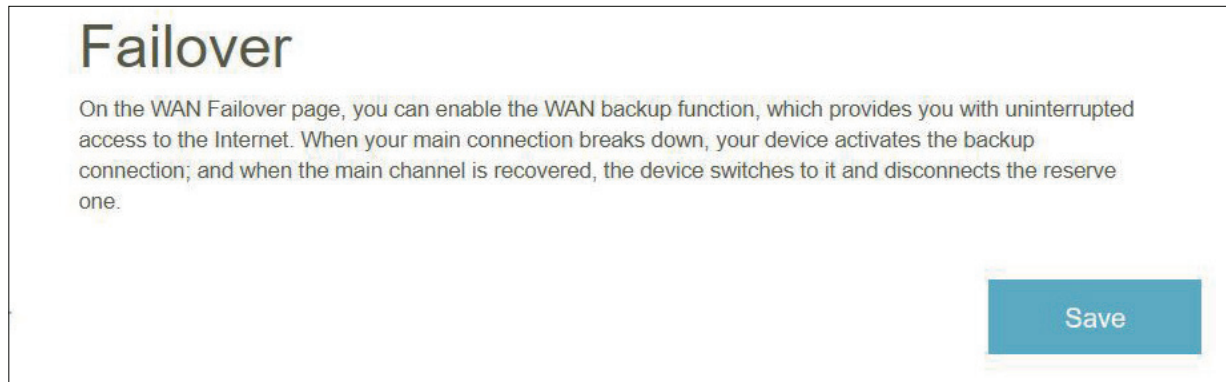 Failover
On the WAN Failover page, you can enable the WAN backup function, which provides you with uninterrupted
access to the Internet. When your main connection breaks down, your device activates the backup
connection; and when the main channel is recovered, the device switches to it and disconnects the reserve
one.
Save